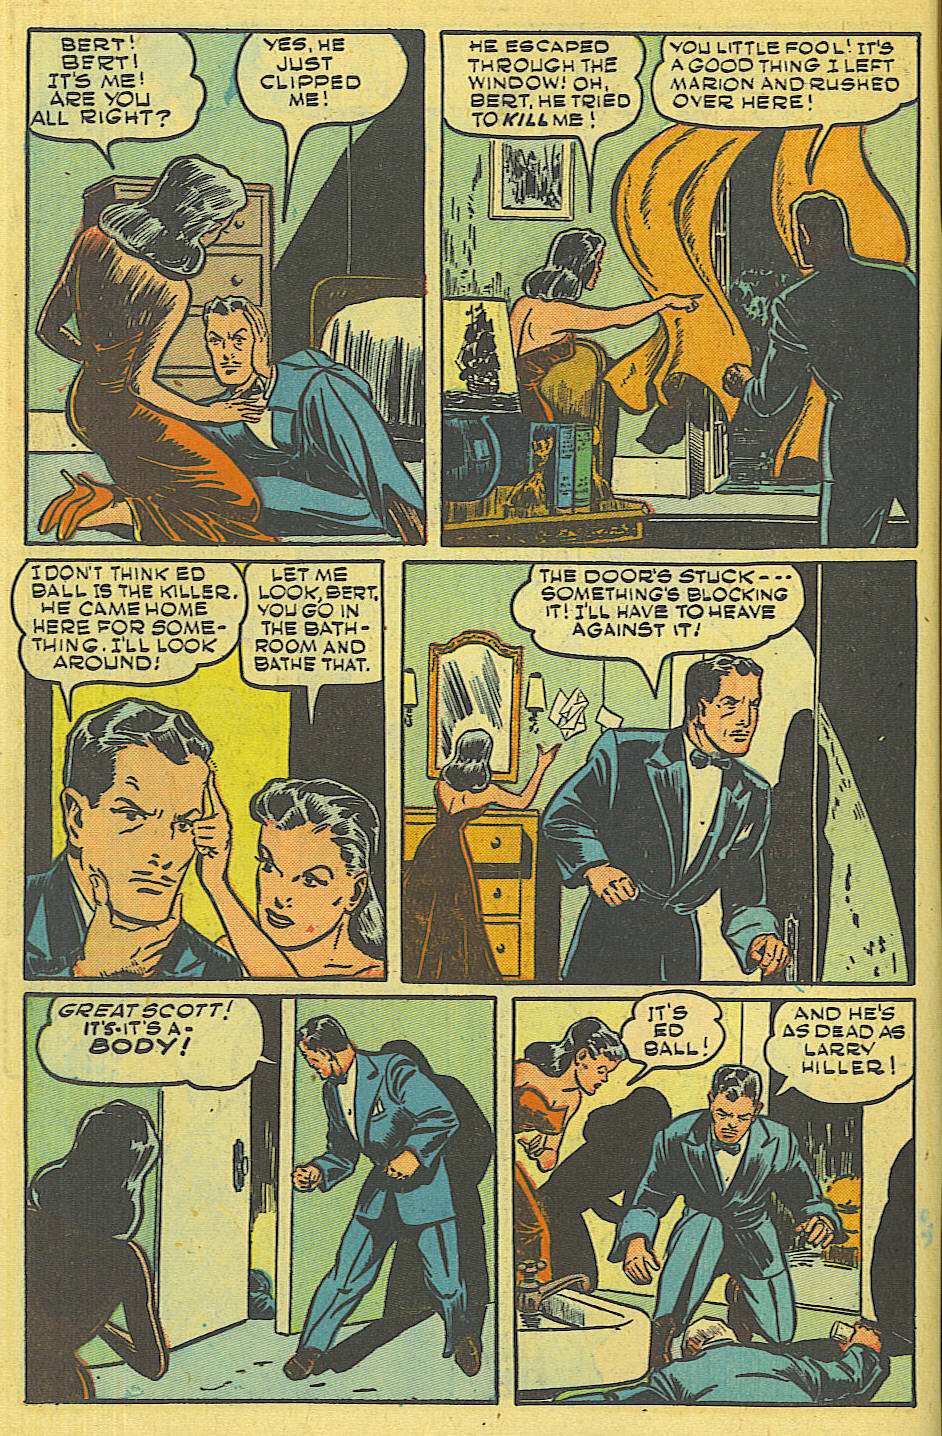 BERT!
BERT!
IT'S ME!
ARE YOU
ALL RIGHT?
YES, HE
JUST
CLIPPED
ME!
HE ESCAPED
THROUGH THE
WINDOW! OH,
BERT, HE TRIED
TO KILL ME!
YOU LITTLE FOOL! IT'S
A GOOD THING I LEFT
MARION AND RUSHED
OVER HERE!
I DON'T THINK ED
BALL IS THE KILLER.
HE CAME HOME
HERE FOR SOME-
THING. I'LL LOOK
AROUND!
LET ME
LOOK, BERT.
YOU GO IN
THE BATH-
ROOM AND
BATHE THAT.
THE DOOR'S STUCK----
SOMETHING'S BLOCKING
IT! I'LL HAVE TO HEAVE
AGAINST IT!
GREAT SCOTT!
IT'S-IT'S A-
BODY!
IT'S
ED
BALL!
AND HE'S
AS DEAD AS
LARRY
HILLER!